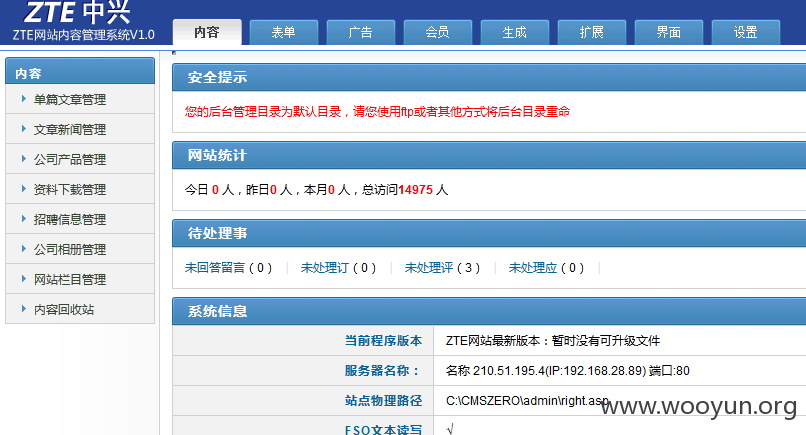 ZTE 中兴
ZTE网站内容管理系统V1.0
内容 表单 广告 会员 生成 扩展 界面 设置
内容
单篇文章管理
文章新闻管理
公司产品管理
资料下载管理
招聘信息管理
公司相册管理
网站栏目管理
内容回收站
安全提示
您的后台管理目录为默认目录，请您使用ftp或者其他方式将后台目录重命
网站统计
今日 0 人，昨日0 人，本月0 人，总访问14975 人
待处理事
未回答留言（0） 未处理订（0） 未处理评（3） 未处理应（0）
系统信息
当前程序版本 ZTE网站最新版本：暂时没有可升级文件
服务器名称： 名称 210.51.195.4(IP:192.168.28.89) 端口:80
站点物理路径 C:\CMSZERO\admin\right.asp
www.wooyun.org
FSO文本读写 √